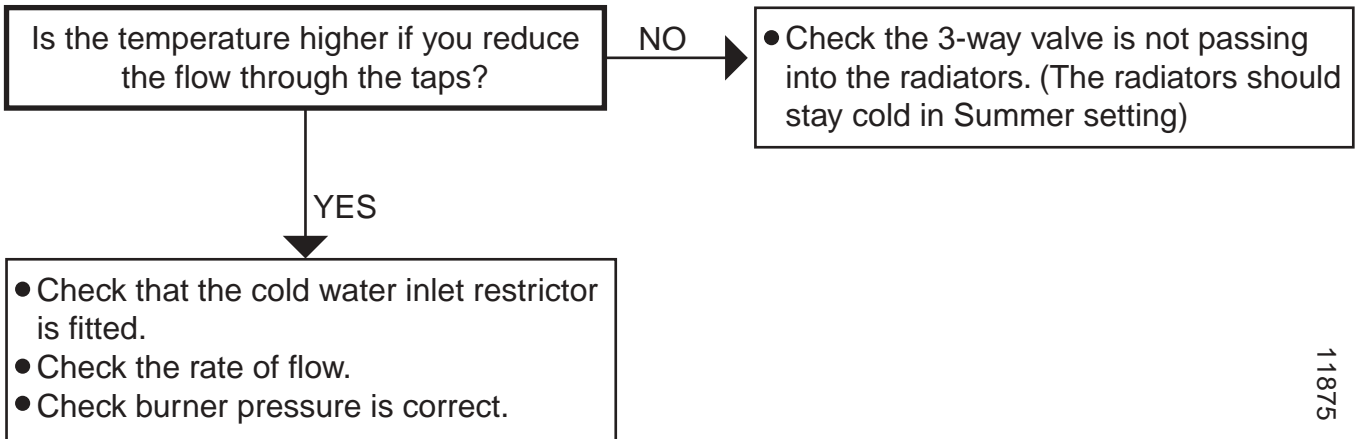 Is the temperature higher if you reduce
the flow through the taps?
NO
● Check the 3-way valve is not passing
into the radiators. (The radiators should
stay cold in Summer setting)
YES
● Check that the cold water inlet restrictor
is fitted.
● Check the rate of flow.
● Check burner pressure is correct.
11875